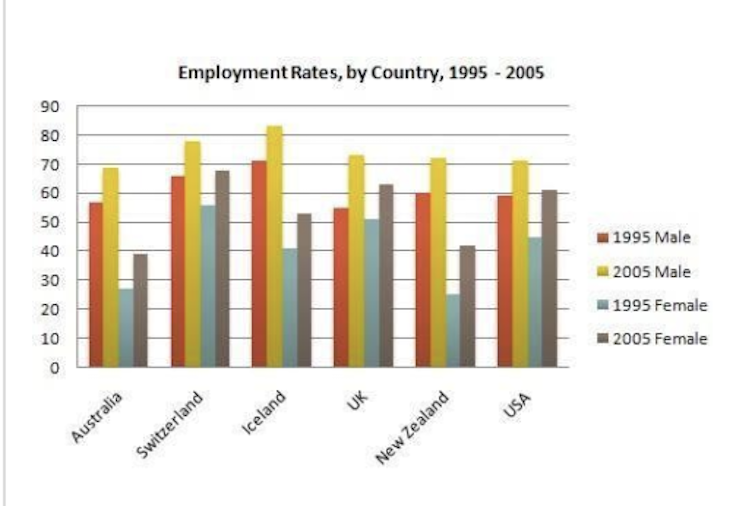 Employment Rates, by Country, 1995 - 2005
90
80
70
60
50
40
30
20
10
0
Australia
Switzerland
Iceland
UK
New Zealand
USA
1995 Male
2005 Male
1995 Female
2005 Female